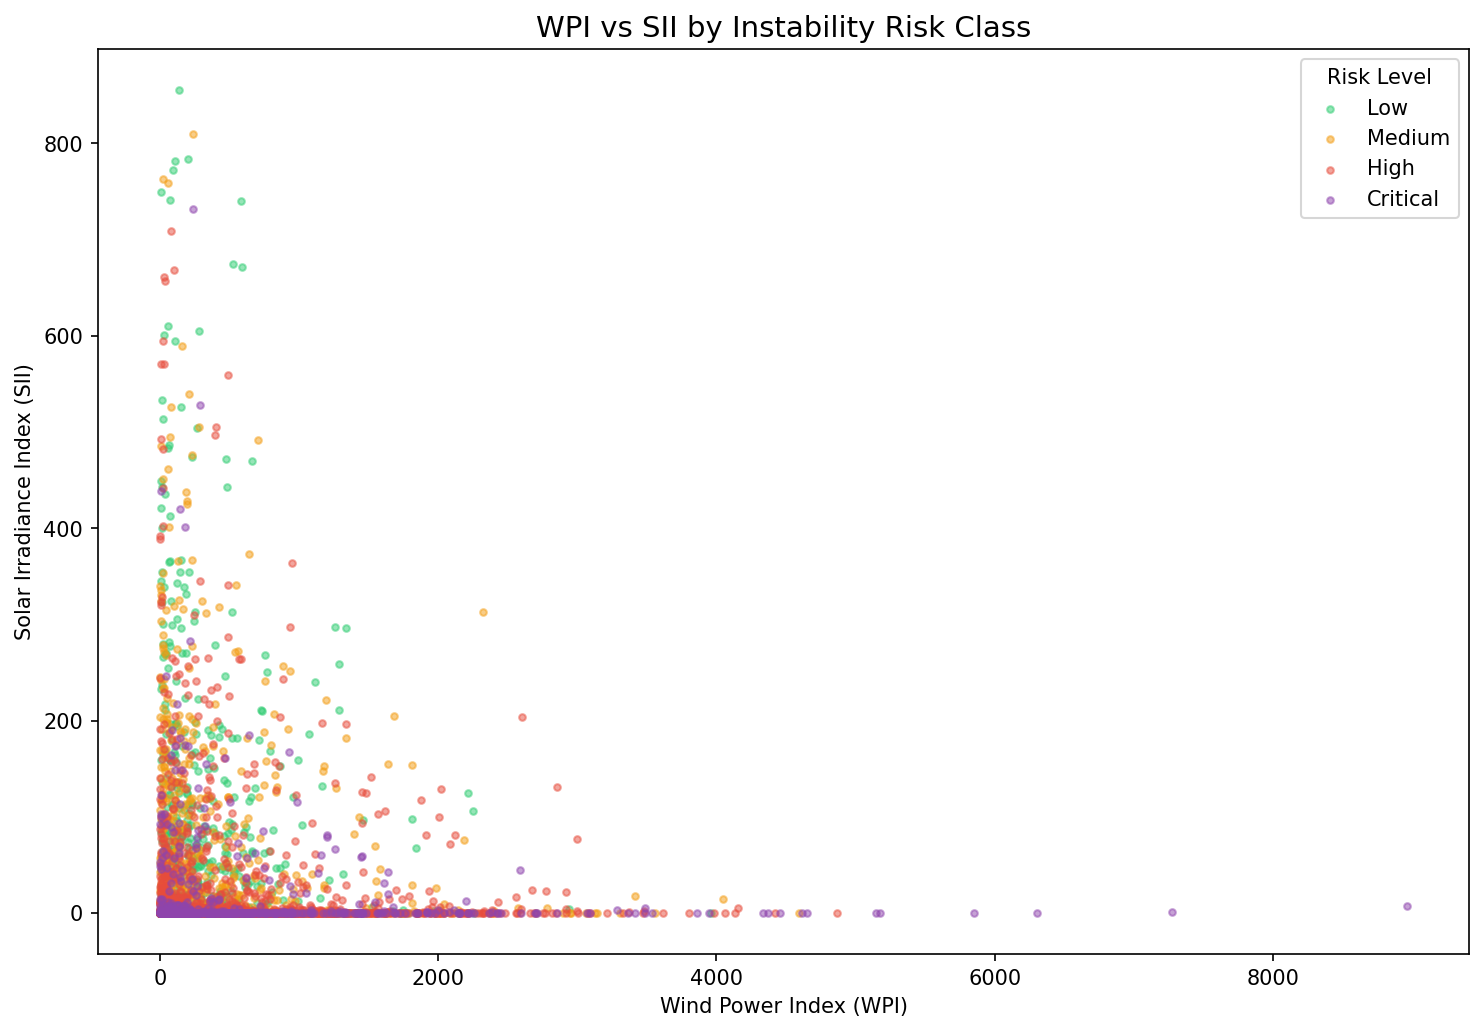 WPI vs SII by Instability Risk Class
Risk Level
Low
Medium
High
Critical
Solar Irradiance Index (SII)
800
600
400
200
0
0
2000
4000
6000
8000
Wind Power Index (WPI)